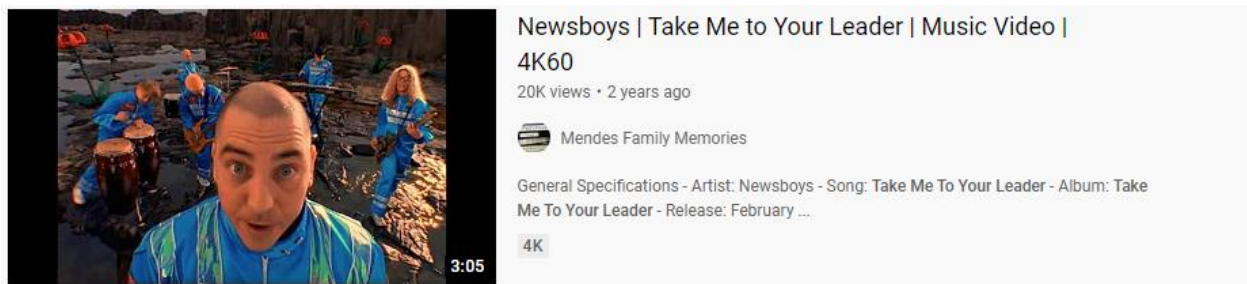 Newsboys | Take Me to Your Leader | Music Video |
4K60
20K views • 2 years ago
Mendes Family Memories
General Specifications - Artist: Newsboys - Song: Take Me To Your Leader - Album: Take
Me To Your Leader - Release: February ...
4K
3:05